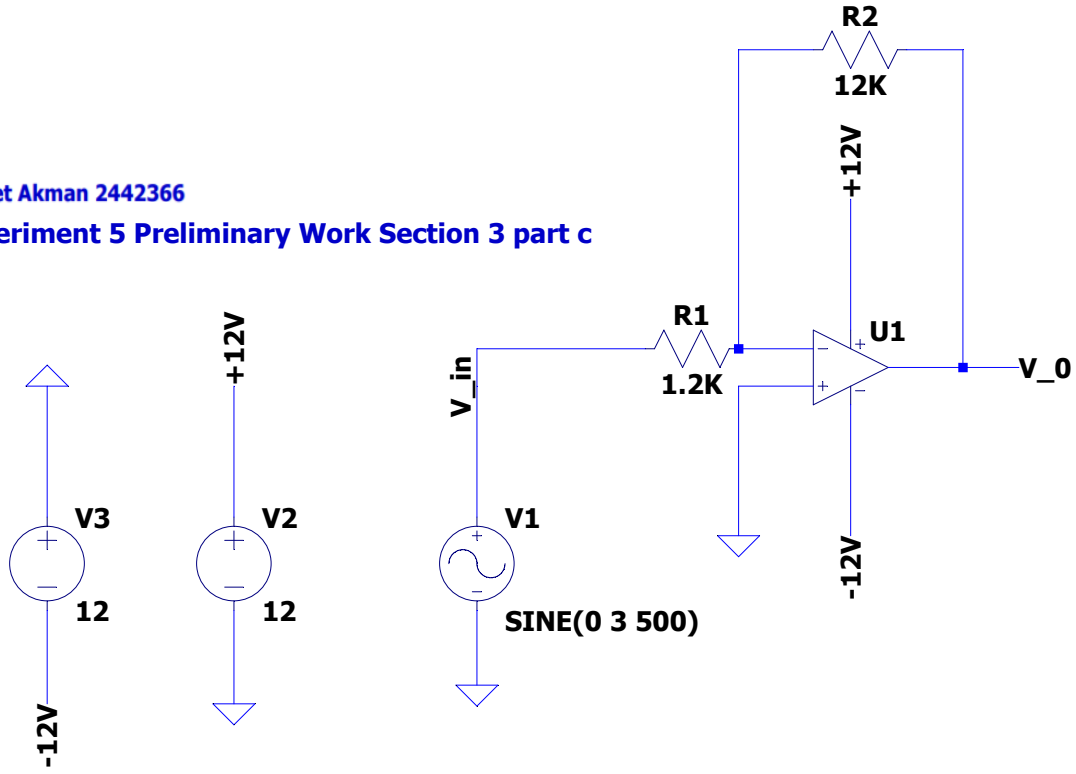 R2
12K
+12V
et Akman 2442366
eriment 5 Preliminary Work Section 3 part c
R1
1.2K
U1
+
-
-
+
V_0
+12V
V_in
V3
+
-
12
V2
+
-
12
V1
+
-
SINE(0 3 500)
-12V
-12V